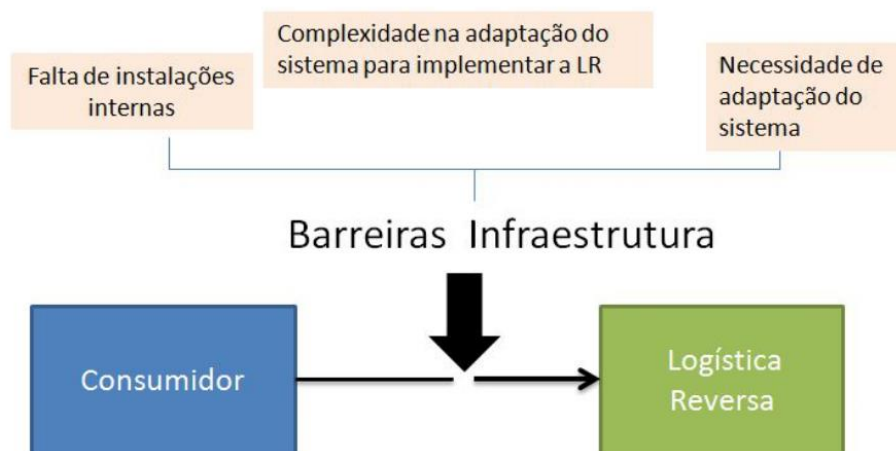 Falta de instalações
internas
Complexidade na adaptação do
sistema para implementar a LR
Necessidade de
adaptação do
sistema
Barreiras Infraestrutura
Consumidor
Logística
Reversa